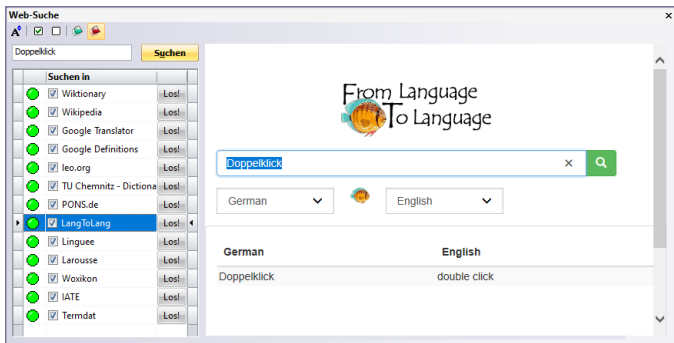 Web-Suche
Doppelklick Suchen
Suchen in
Wiktionary Los!
Wikipedia Los!
Google Translator Los!
Google Definitions Los!
leo.org Los!
TU Chemnitz - Dictiona Los!
PONS.de Los!
LangToLang Los!
Linguee Los!
Larousse Los!
Woxikon Los!
IATE Los!
Termdat Los!
From Language
To Language
Doppelklick
German English
German English
Doppelklick double click